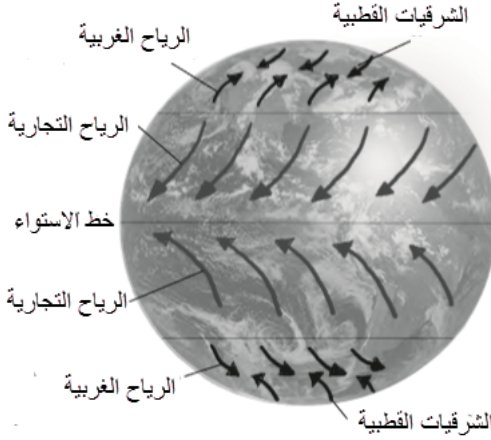 الشرقيات القطبية
الرياح الغربية
الرياح التجارية
خط الاستواء
الرياح التجارية
الرياح الغربية
الشرقيات القطبية